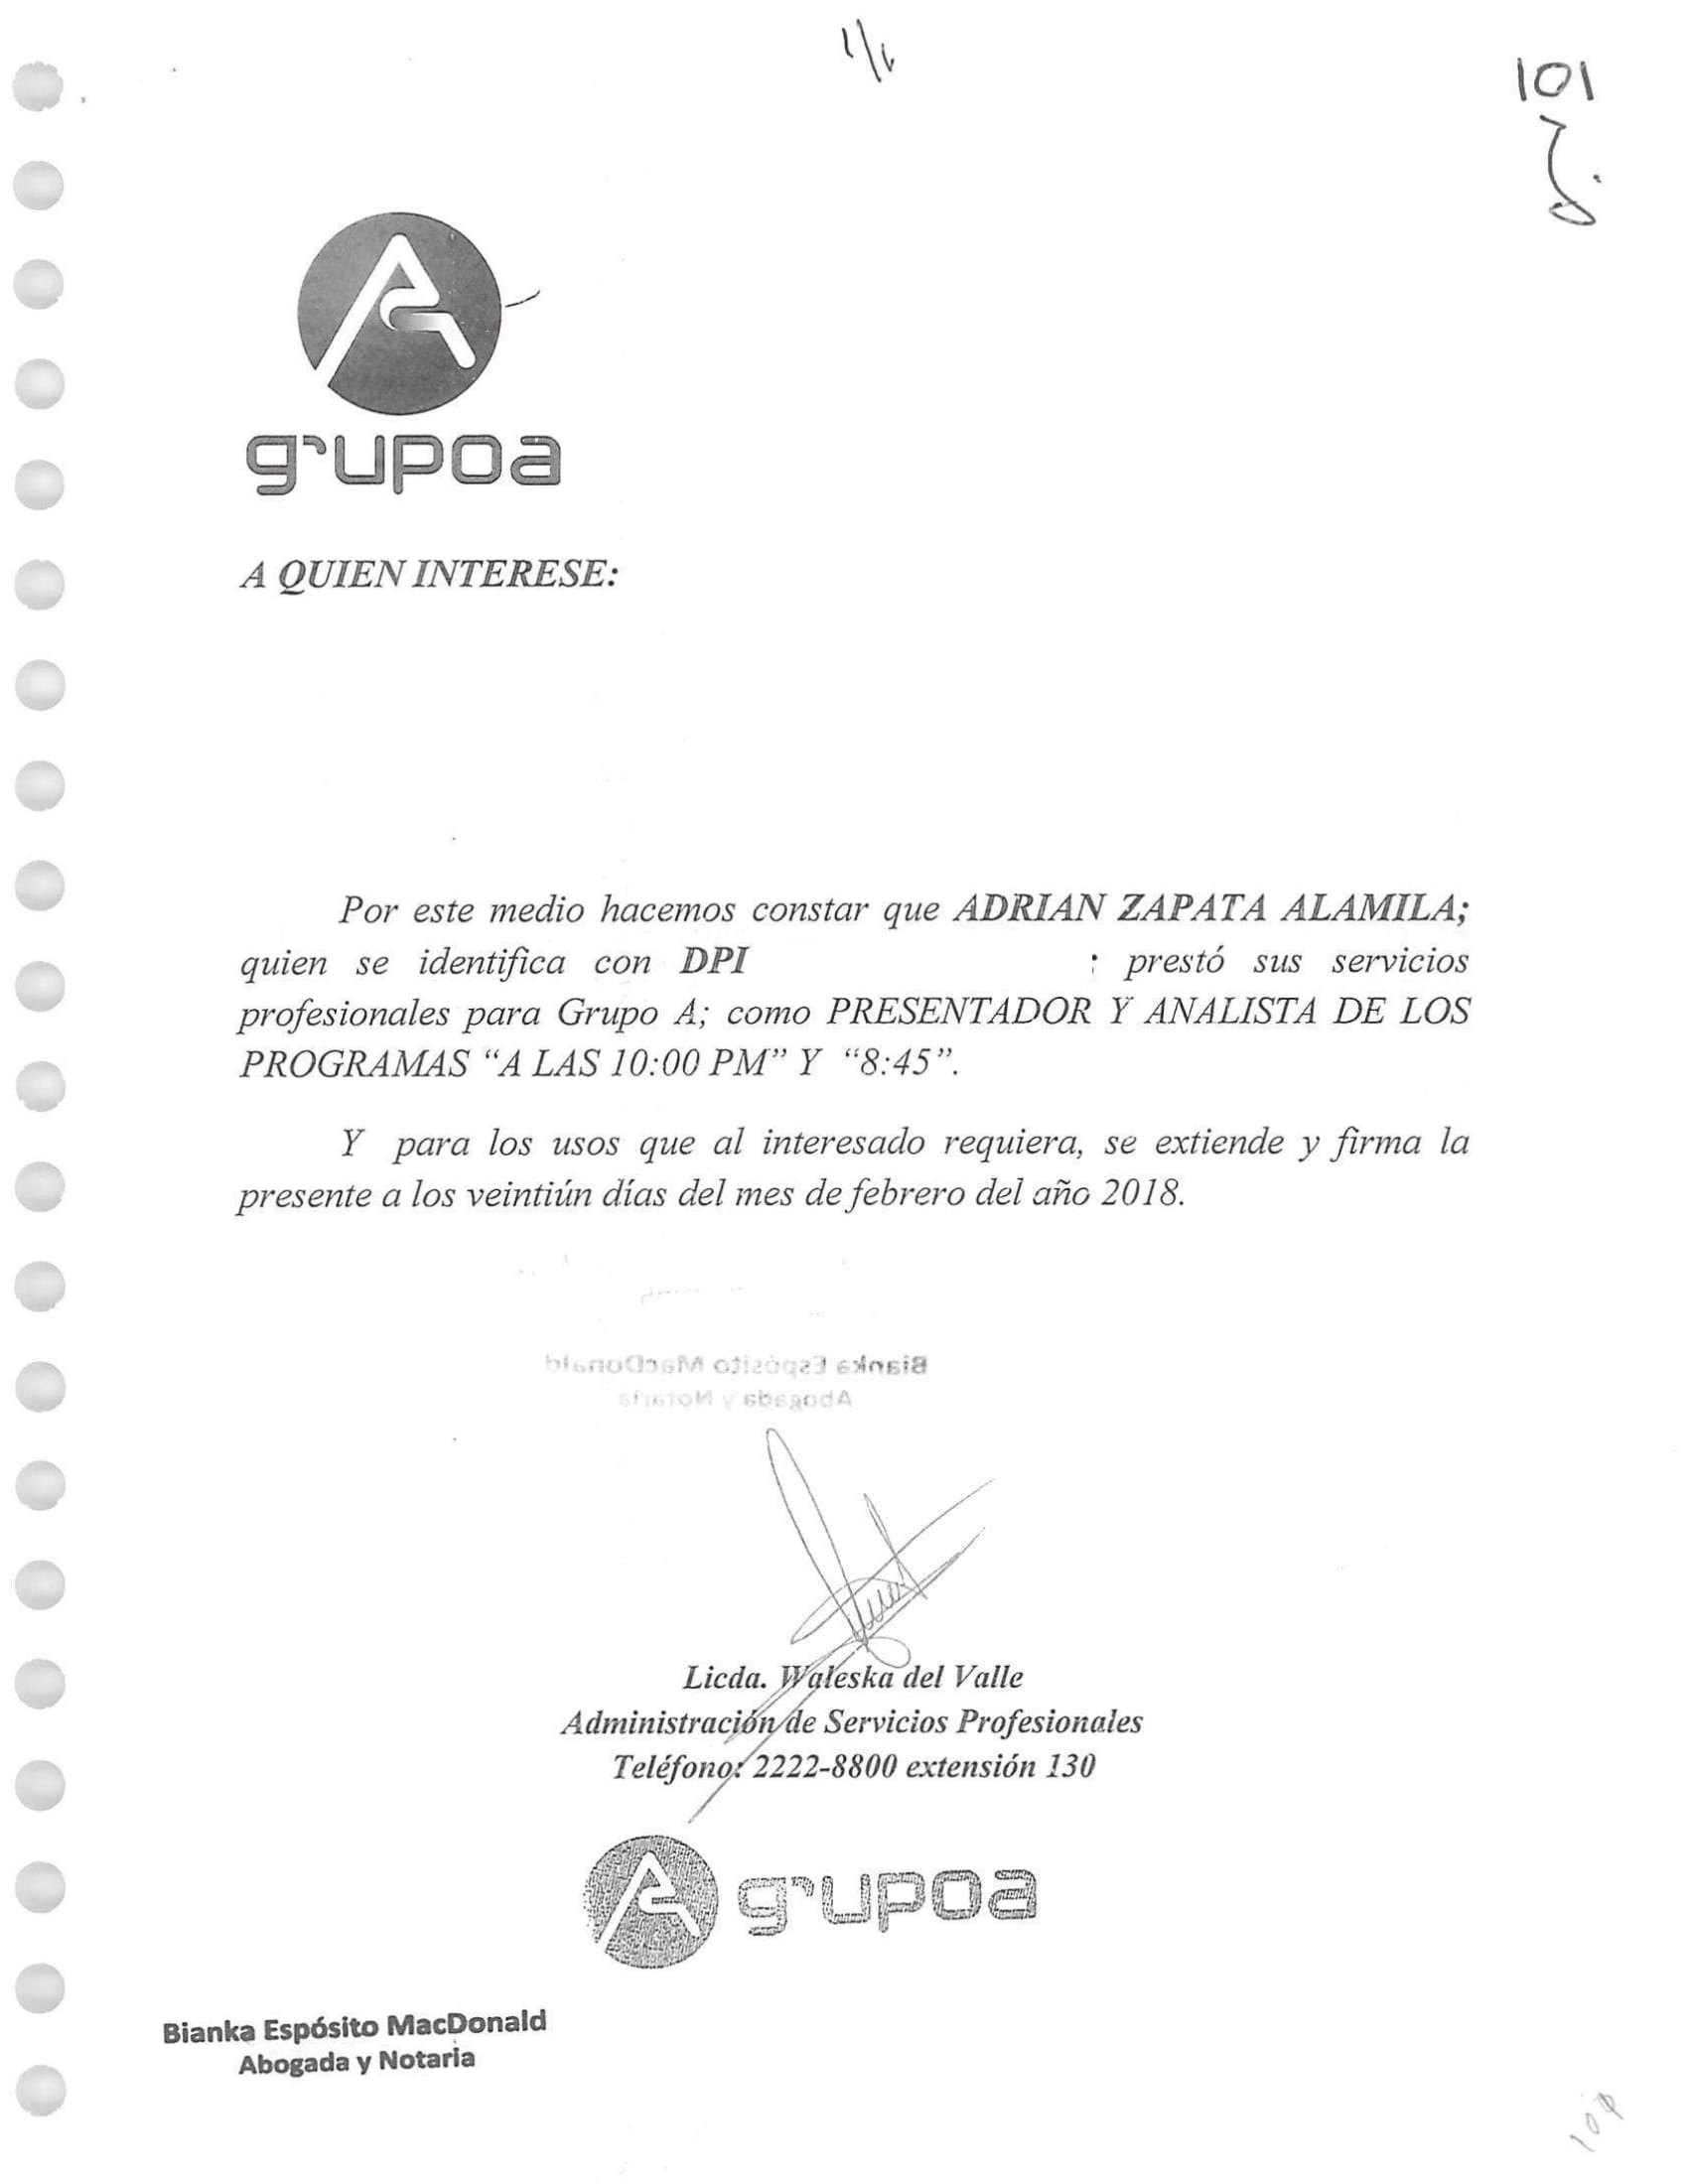 1/1
101
grupoa
A QUIEN INTERESE:
Por este medio hacemos constar que ADRIAN ZAPATA ALAMILA;
quien se identifica con DPI ; prestó sus servicios
profesionales para Grupo A; como PRESENTADOR Y ANALISTA DE LOS
PROGRAMAS “A LAS 10:00 PM” Y “8:45”.
Y para los usos que al interesado requiera, se extiende y firma la
presente a los veintiún días del mes de febrero del año 2018.
Bianka Espósito MacDonald
Abogada y Notaria
Licda. Waleska del Valle
Administración de Servicios Profesionales
Teléfono: 2222-8800 extensión 130
grupoa
Bianka Espósito MacDonald
Abogada y Notaria